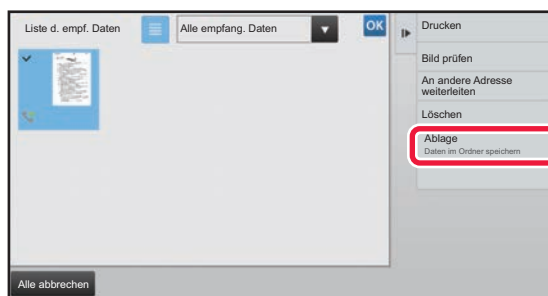 Liste d. empf. Daten
Alle empfang. Daten
OK
Drucken
Bild prüfen
An andere Adresse
weiterleiten
Löschen
Ablage
Daten im Ordner speichern
Alle abbrechen